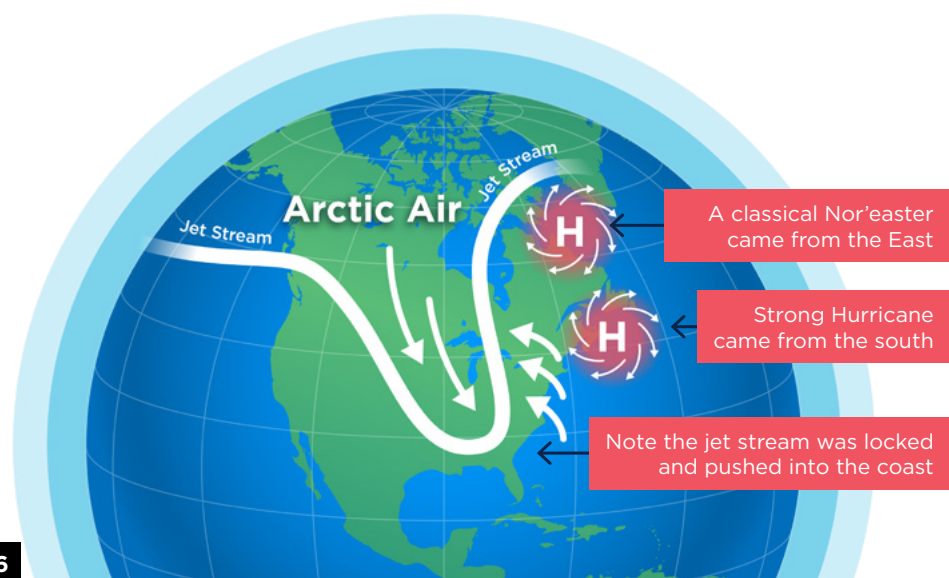 Jet Stream
Arctic Air
Jet Stream
H
A classical Nor’easter
came from the East
H
Strong Hurricane
came from the south
Note the jet stream was locked
and pushed into the coast